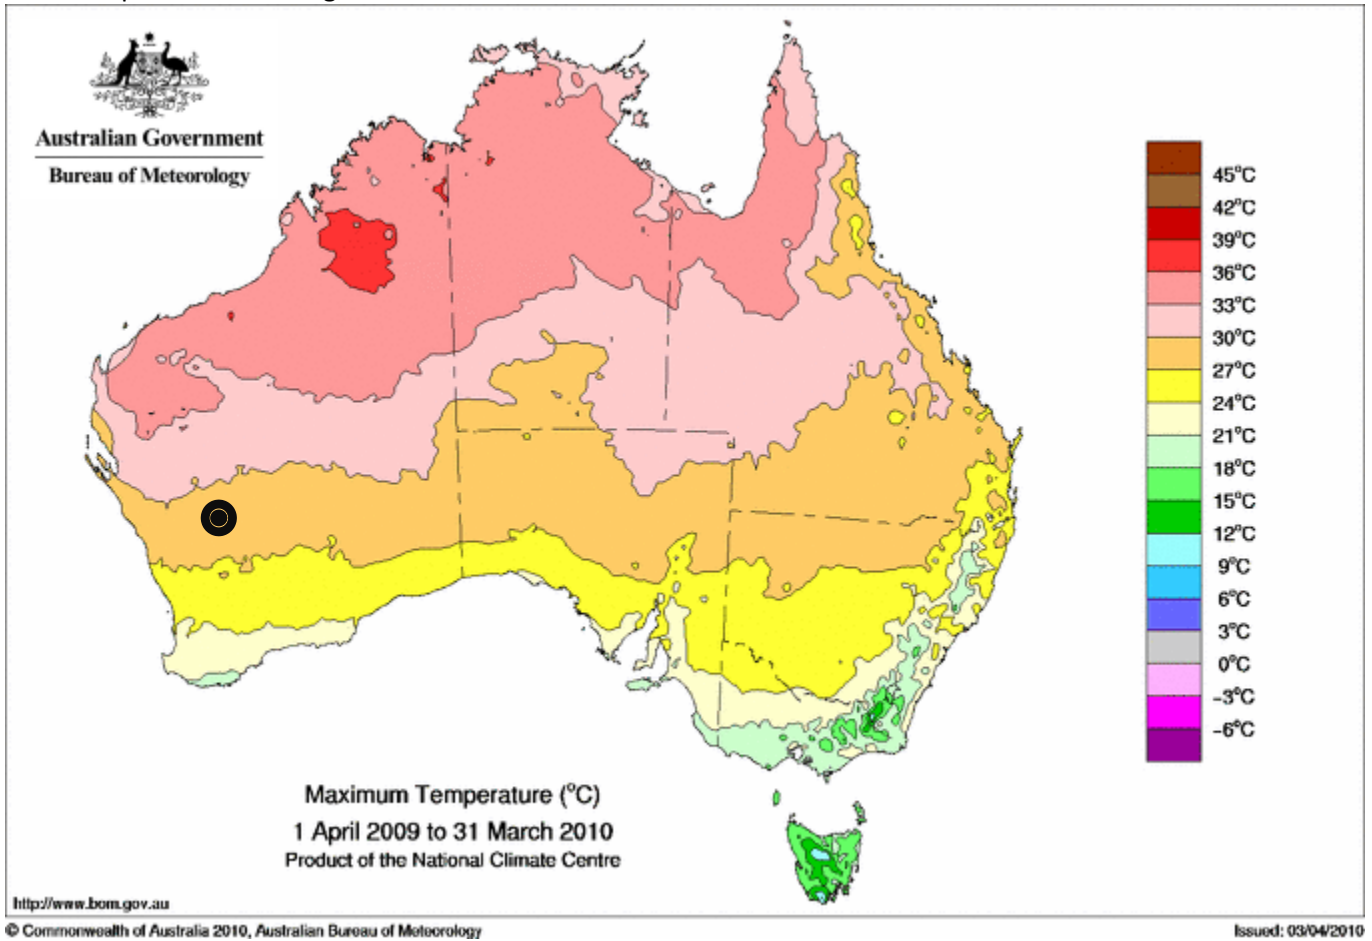 Australian Government
Bureau of Meteorology
45°C
42°C
39°C
36°C
33°C
30°C
27°C
24°C
21°C
18°C
15°C
12°C
9°C
6°C
3°C
0°C
-3°C
-6°C
Maximum Temperature (°C)
1 April 2009 to 31 March 2010
Product of the National Climate Centre
http://www.bom.gov.au
© Commonwealth of Australia 2010, Australian Bureau of Meteorology
Issued: 03/04/2010